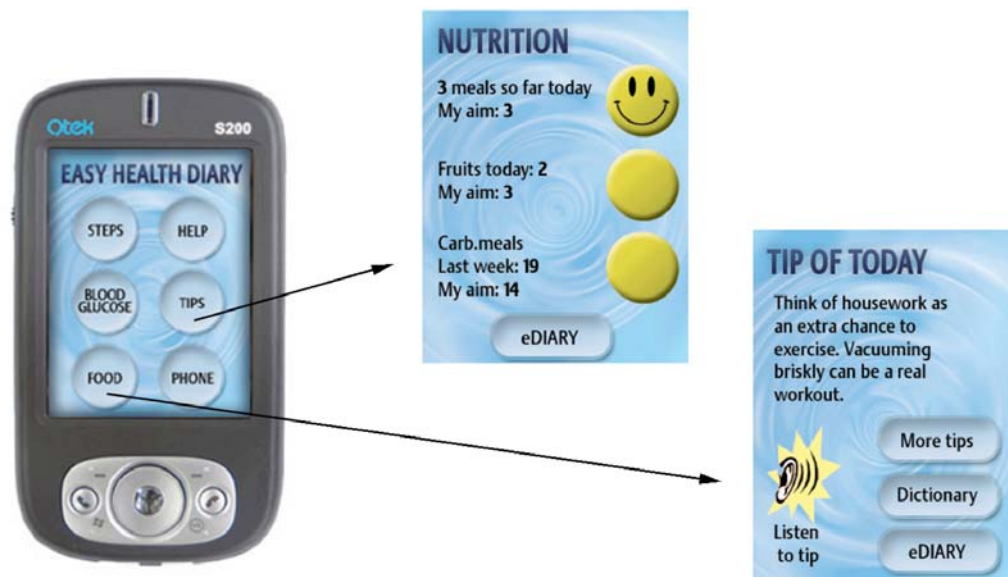 Qtek
S200
EASY HEALTH DIARY
STEPS
HELP
BLOOD
GLUCOSE
TIPS
FOOD
PHONE
NUTRITION
3 meals so far today
My aim: 3
Fruits today: 2
My aim: 3
Carb.meals
Last week: 19
My aim: 14
eDIARY
TIP OF TODAY
Think of housework as
an extra chance to
exercise. Vacuuming
briskly can be a real
workout.
More tips
Dictionary
Listen
to tip
eDIARY